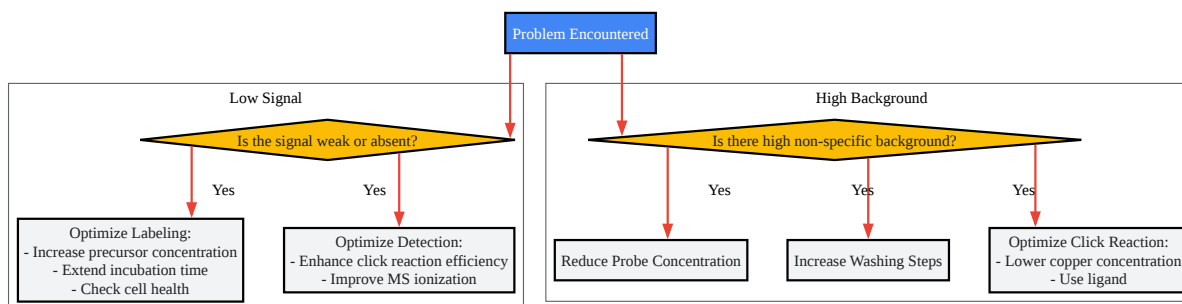 Problem Encountered
Low Signal
Is the signal weak or absent?
Yes
Yes
Optimize Labeling:
- Increase precursor concentration
- Extend incubation time
- Check cell health
Optimize Detection:
- Enhance click reaction efficiency
- Improve MS ionization
High Background
Is there high non-specific background?
Yes
Yes
Yes
Reduce Probe Concentration
Increase Washing Steps
Optimize Click Reaction:
- Lower copper concentration
- Use ligand